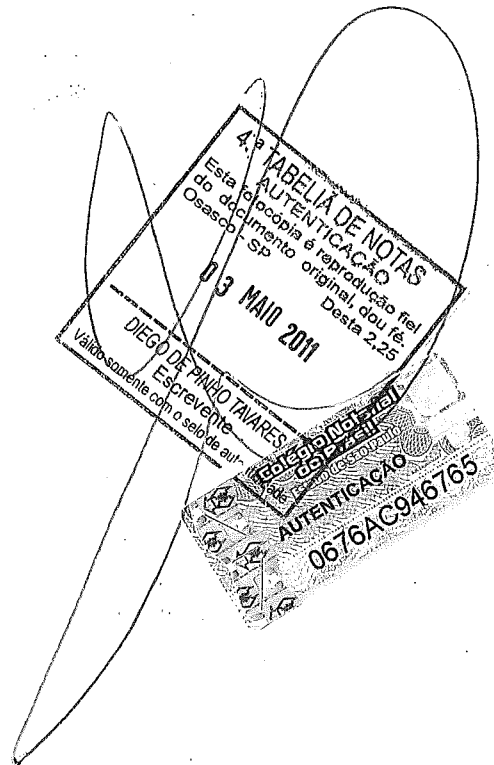 4.ª TABELIÃ DE NOTAS
AUTENTICAÇÃO
Esta fotocópia é reprodução fiel
do documento original, dou fé.
Osasco - SP Desta 2,25
03 MAIO 2011
DIEGO DE PINHO TAVARES
Escrevente
Válido somente com o selo de aut
dade
Colégio Notarial
do Brasil
AUTENTICAÇÃO
0676AC946765